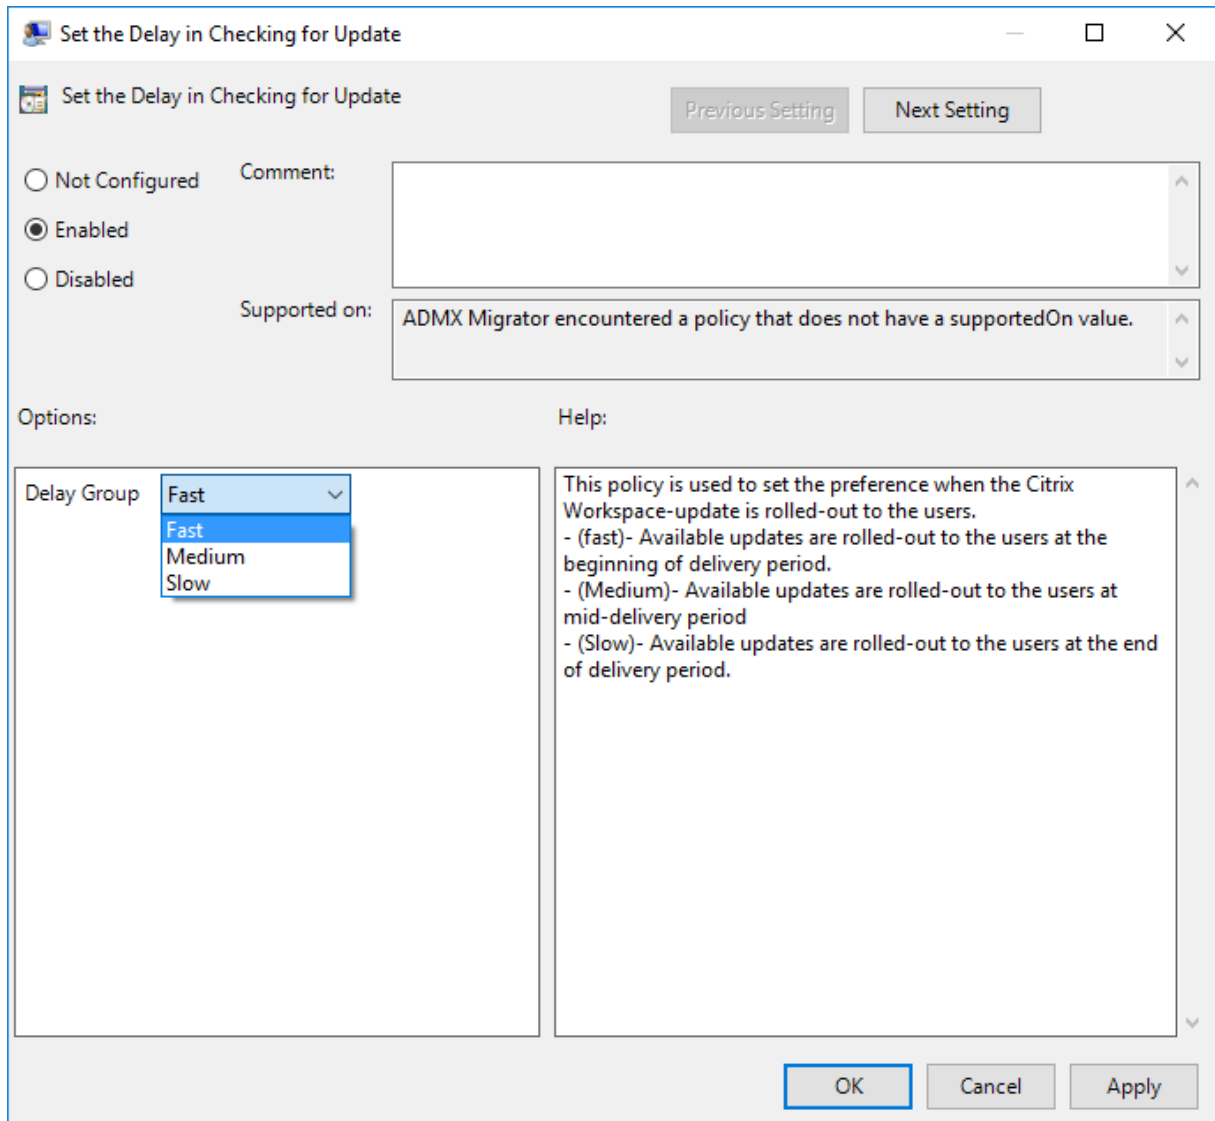 Set the Delay in Checking for Update
Set the Delay in Checking for Update
Previous Setting
Next Setting
Not Configured
Enabled
Disabled
Comment:
Supported on:
ADMX Migrator encountered a policy that does not have a supportedOn value.
Options:
Help:
Delay Group
Fast
Fast
Medium
Slow
This policy is used to set the preference when the Citrix
Workspace-update is rolled-out to the users.
- (fast)- Available updates are rolled-out to the users at the
beginning of delivery period.
- (Medium)- Available updates are rolled-out to the users at
mid-delivery period
- (Slow)- Available updates are rolled-out to the users at the end
of delivery period.
OK
Cancel
Apply